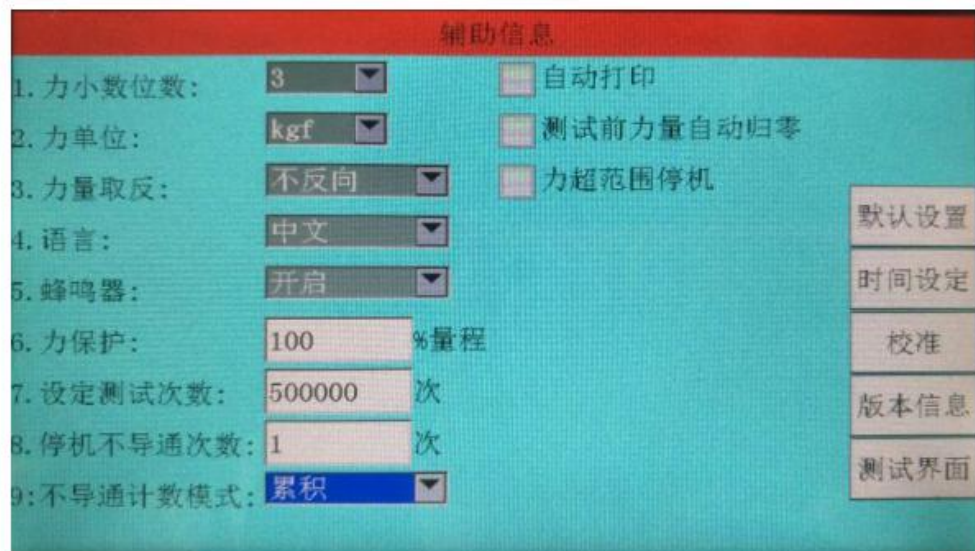 辅助信息
1.力小数位数: 3 自动打印
2.力单位: kgf 测试前力量自动归零
3.力量取反: 不反向 力超范围停机
4.语言: 中文
5.蜂鸣器: 开启
6.力保护: 100 %量程
7.设定测试次数: 500000 次
8.停机不导通次数: 1 次
9:不导通计数模式: 累积
默认设置
时间设定
校准
版本信息
测试界面